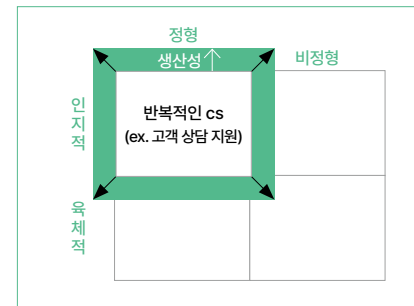 정형
생산성↑
비정형
인지적
반복적인 cs
(ex. 고객 상담 지원)
육체적